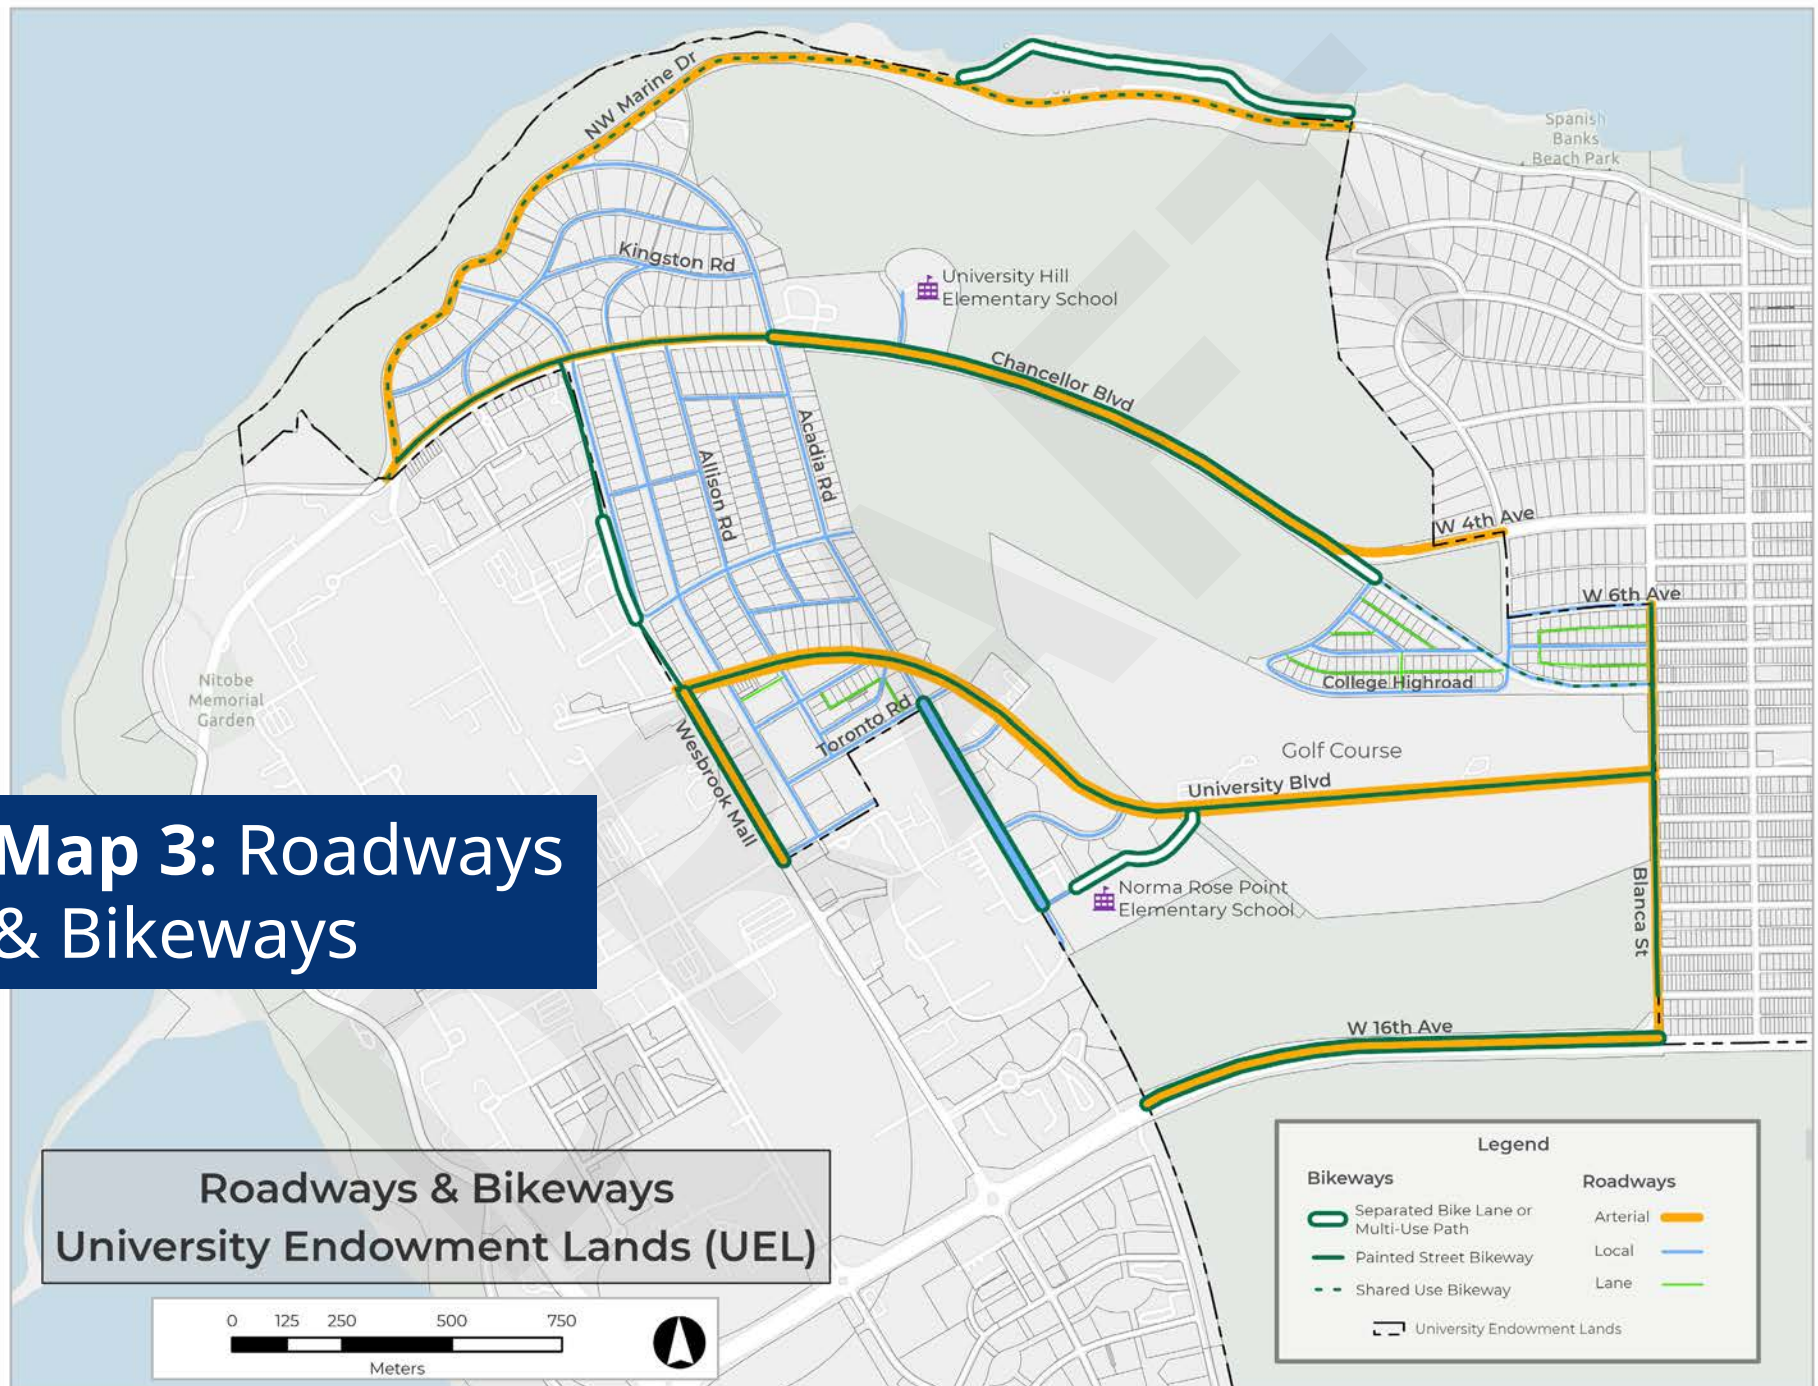 NW Marine Dr
Spanish
Banks
Beach Park
Kingston Rd
University Hill
Elementary School
Chancellor Blvd
Acadia Rd
Allison Rd
W 4th Ave
W 6th Ave
Nitobe
Memorial
Garden
College Highroad
Toronto Rd
Wesbrook Mall
Golf Course
University Blvd
Map 3: Roadways
& Bikeways
Norma Rose Point
Elementary School
Blanca St
W 16th Ave
DRAFT
Roadways & Bikeways
University Endowment Lands (UEL)
0 125 250 500 750
Meters
Legend
Bikeways
Separated Bike Lane or
Multi-Use Path
Painted Street Bikeway
Shared Use Bikeway
Roadways
Arterial
Local
Lane
University Endowment Lands